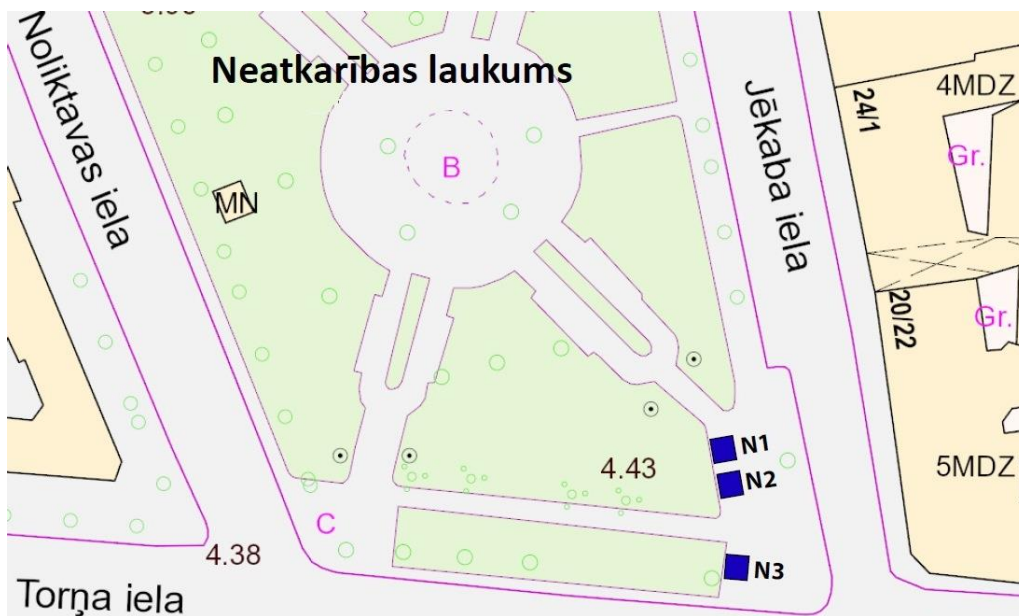 Neatkarības laukums
Noliktavas iela
Jēkaba iela
24/1
4MDZ
Gr.
B
MN
20/22
Gr.
N1
N2
4.43
5MDZ
C
4.38
N3
Torņa iela